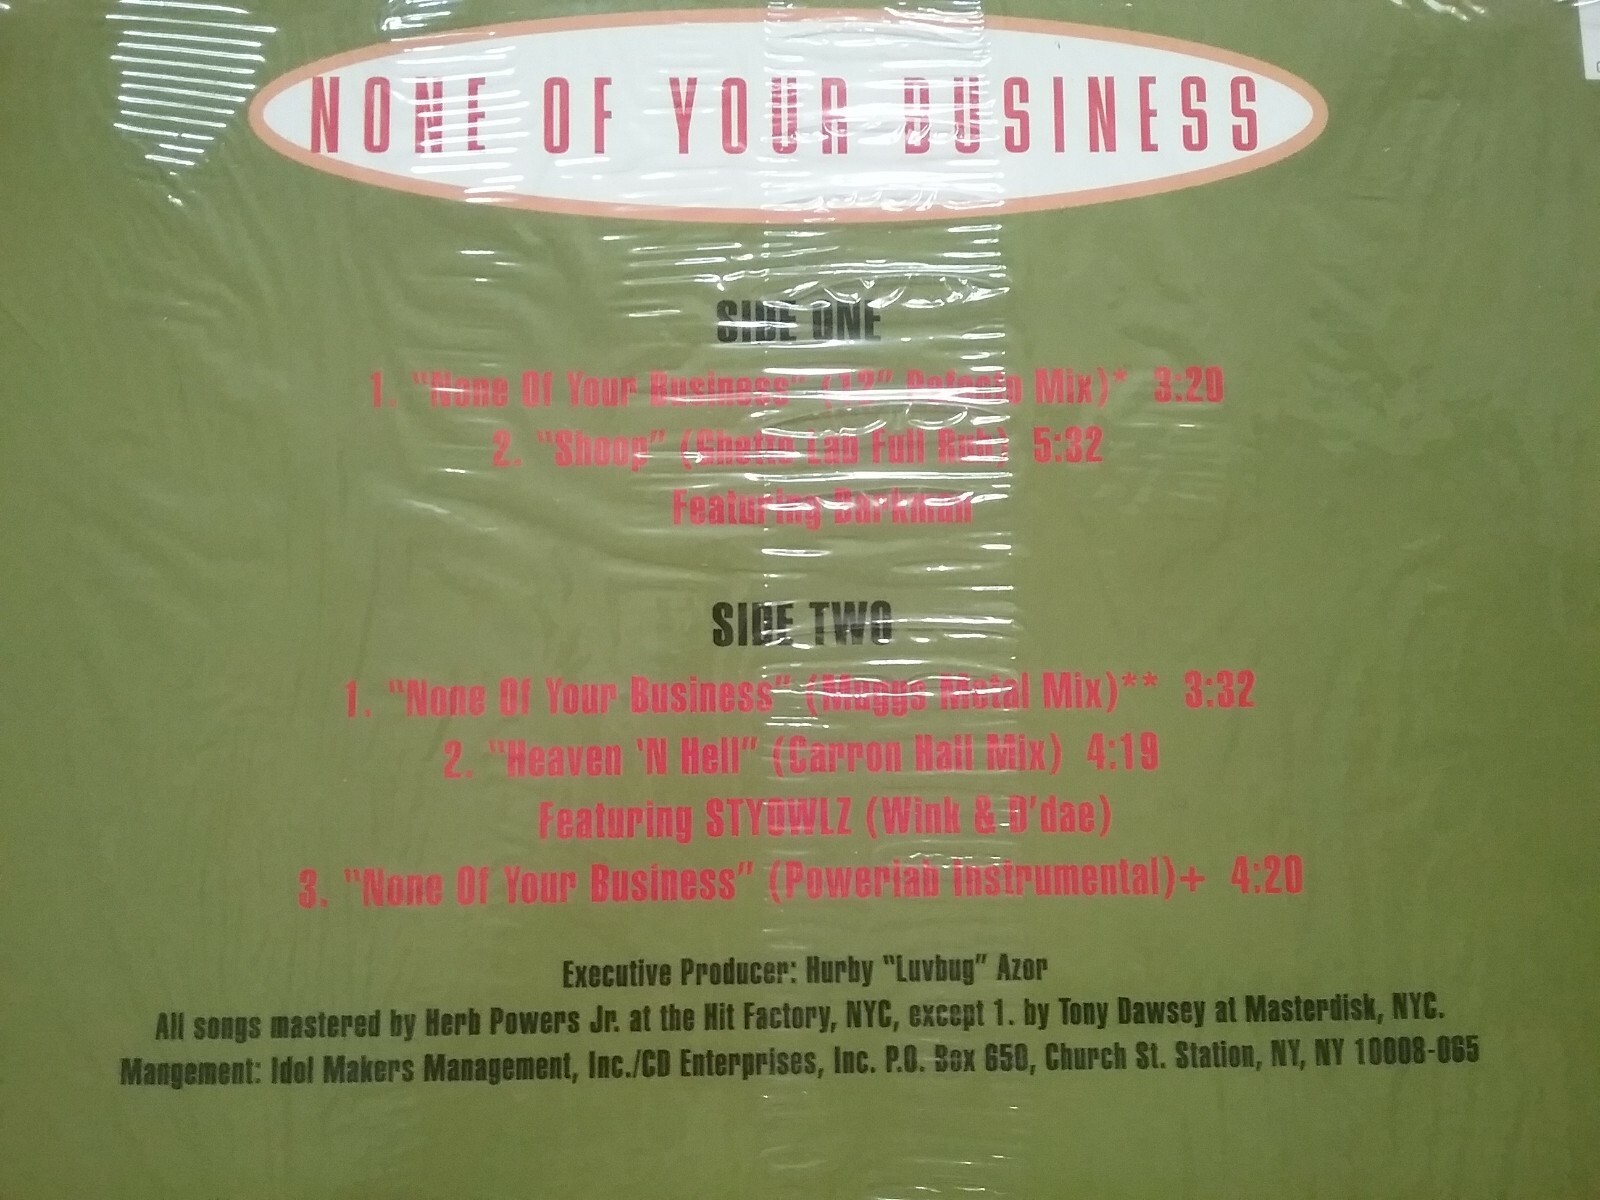 NONE OF YOUR BUSINESS
SIDE ONE
1. "None Of Your Business" (12" Defacto Mix)* 3:20
2. "Shoop" (Ghetto Lab Full Rub) 5:32
Featuring Darkman
SIDE TWO
1. "None Of Your Business" (Muggs Metal Mix)** 3:32
2. "Heaven 'N Hell" (Carron Hall Mix) 4:19
Featuring STYOWLZ (Wink & D'dae)
3. "None Of Your Business" (Powerlab Instrumental)+ 4:20
Executive Producer: Hurby "Luvbug" Azor
All songs mastered by Herb Powers Jr. at the Hit Factory, NYC, except 1. by Tony Dawsey at Masterdisk, NYC.
Mangement: Idol Makers Management, Inc./CD Enterprises, Inc. P.O. Box 650, Church St. Station, NY, NY 10008-065